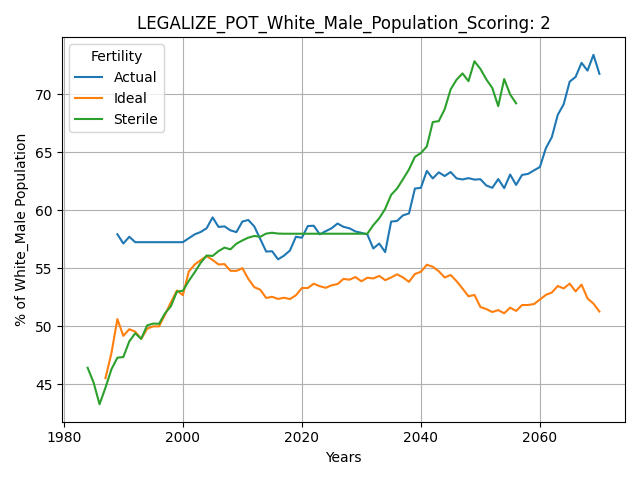 LEGALIZE_POT_White_Male_Population_Scoring: 2
Fertility
Actual
Ideal
Sterile
% of White_Male Population
70
65
60
55
50
45
1980
2000
2020
2040
2060
Years